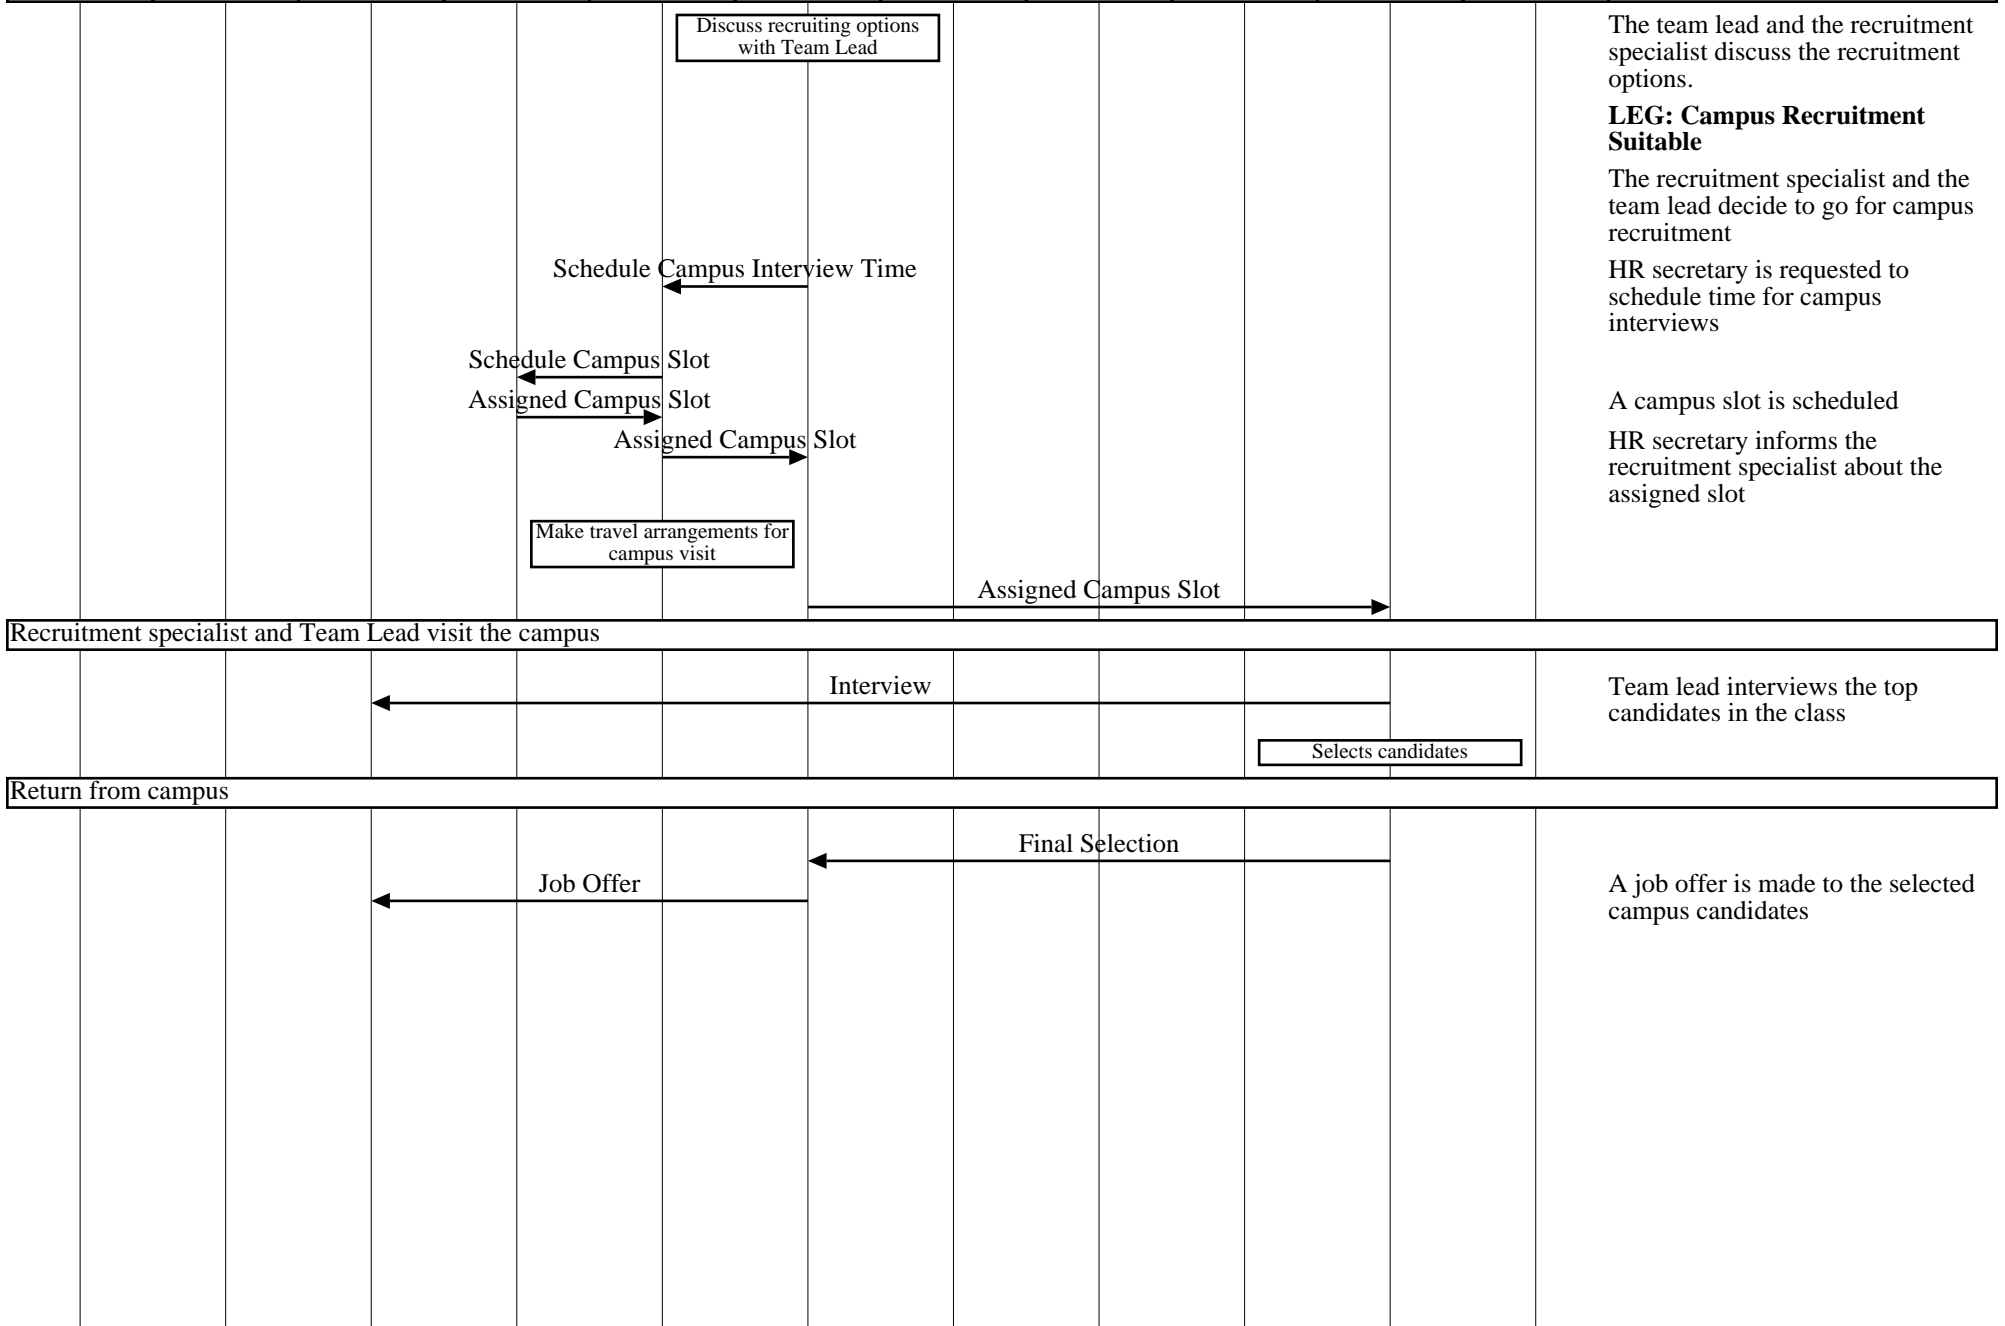 Discuss recruiting options
with Team Lead
The team lead and the recruitment
specialist discuss the recruitment
options.
LEG: Campus Recruitment
Suitable
The recruitment specialist and the
team lead decide to go for campus
recruitment
Schedule Campus Interview Time
HR secretary is requested to
schedule time for campus
interviews
Schedule Campus Slot
Assigned Campus Slot
A campus slot is scheduled
Assigned Campus Slot
HR secretary informs the
recruitment specialist about the
assigned slot
Make travel arrangements for
campus visit
Assigned Campus Slot
Recruitment specialist and Team Lead visit the campus
Interview
Team lead interviews the top
candidates in the class
Selects candidates
Return from campus
Final Selection
Job Offer
A job offer is made to the selected
campus candidates